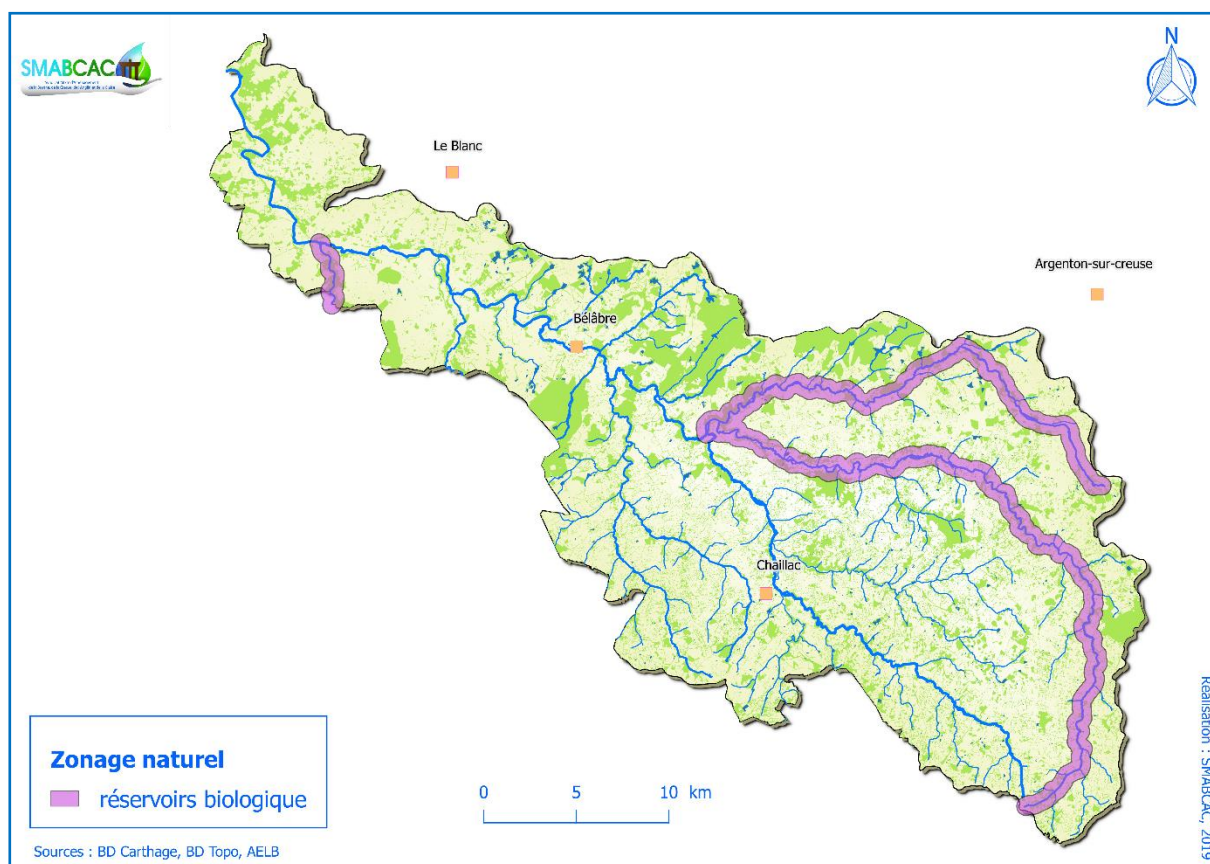 SMABCAC
N
Le Blanc
Argenton-sur-creuse
Bélâbre
Chaillac
Zonage naturel
réservoirs biologique
0 5 10 km
Sources : BD Carthage, BD Topo, AELB
Réalisation : SMABCAC, 2019